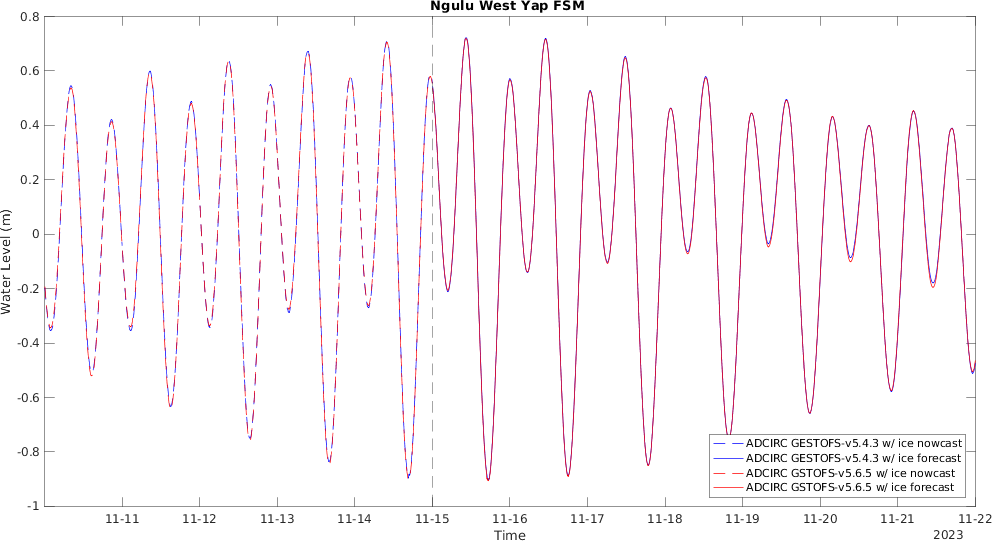 Ngulu West Yap FSM
0.8
0.6
0.4
0.2
0
-0.2
-0.4
-0.6
-0.8
-1
Water Level (m)
ADCIRC GESTOFS-v5.4.3 w/ ice nowcast
ADCIRC GESTOFS-v5.4.3 w/ ice forecast
ADCIRC GSTOFS-v5.6.5 w/ ice nowcast
ADCIRC GSTOFS-v5.6.5 w/ ice forecast
11-11 11-12 11-13 11-14 11-15 11-16 11-17 11-18 11-19 11-20 11-21 11-22
Time
2023